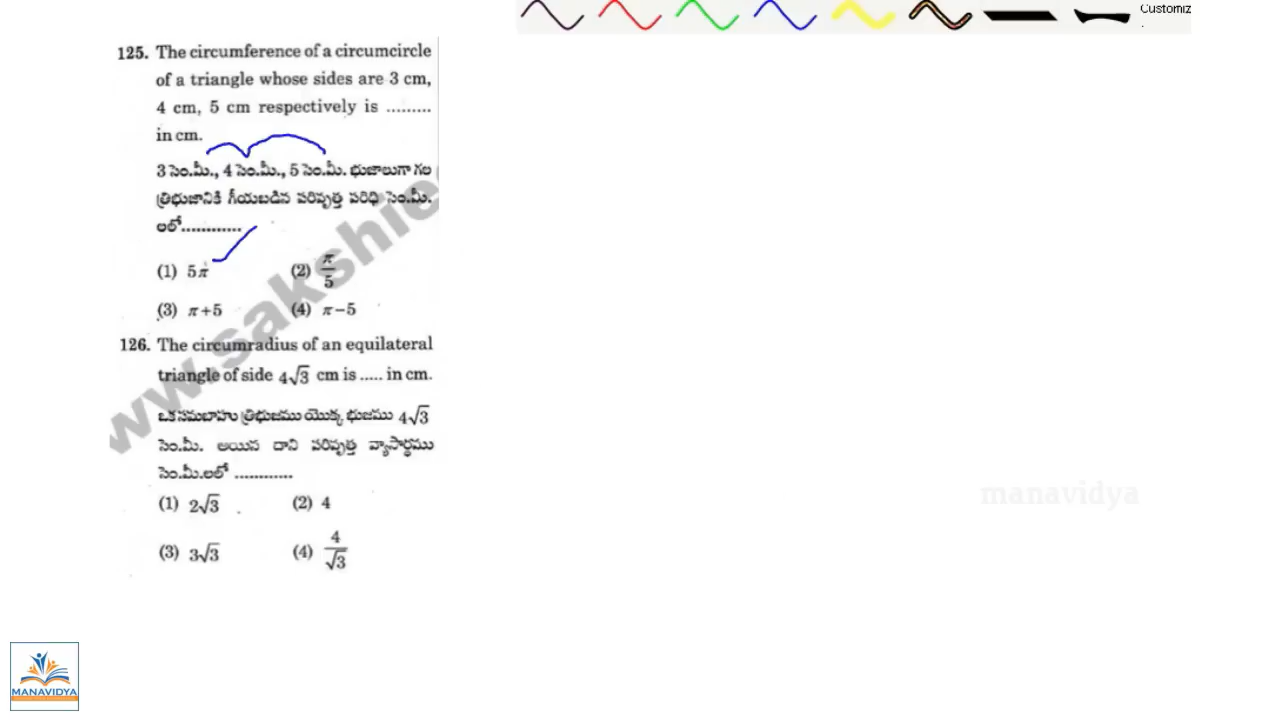 Customiz
125. The circumference of a circumcircle
of a triangle whose sides are 3 cm,
4 cm, 5 cm respectively is .........
in cm.
3 సెం.మీ., 4 సెం.మీ., 5 సెం.మీ. భుజాలుగా గల
త్రిభుజానికి గీయబడిన పరివృత్త పరిధి సెం.మీ.
లలో............
(1) 5π (2) π/5
(3) π+5 (4) π−5
126. The circumradius of an equilateral
triangle of side 4√3 cm is ..... in cm.
ఒక సమబాహు త్రిభుజము యొక్క భుజము 4√3
సెం.మీ. అయిన దాని పరివృత్త వ్యాసార్థము
సెం.మీ.లలో ............
(1) 2√3 (2) 4
(3) 3√3 (4) 4/√3
ww.sakshie
manavidya
MANAVIDYA